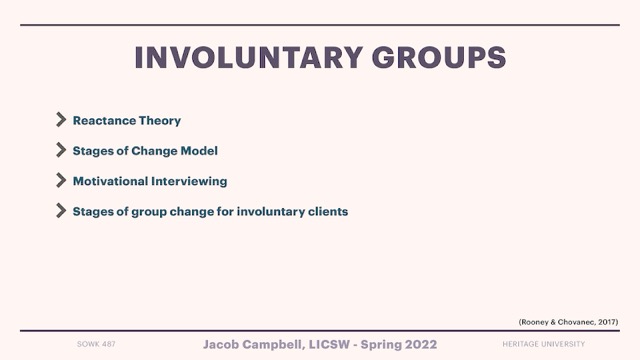 INVOLUNTARY GROUPS
Reactance Theory
Stages of Change Model
Motivational Interviewing
Stages of group change for involuntary clients
(Rooney & Chovanec, 2017)
SOWK 487
Jacob Campbell, LICSW - Spring 2022
HERITAGE UNIVERSITY